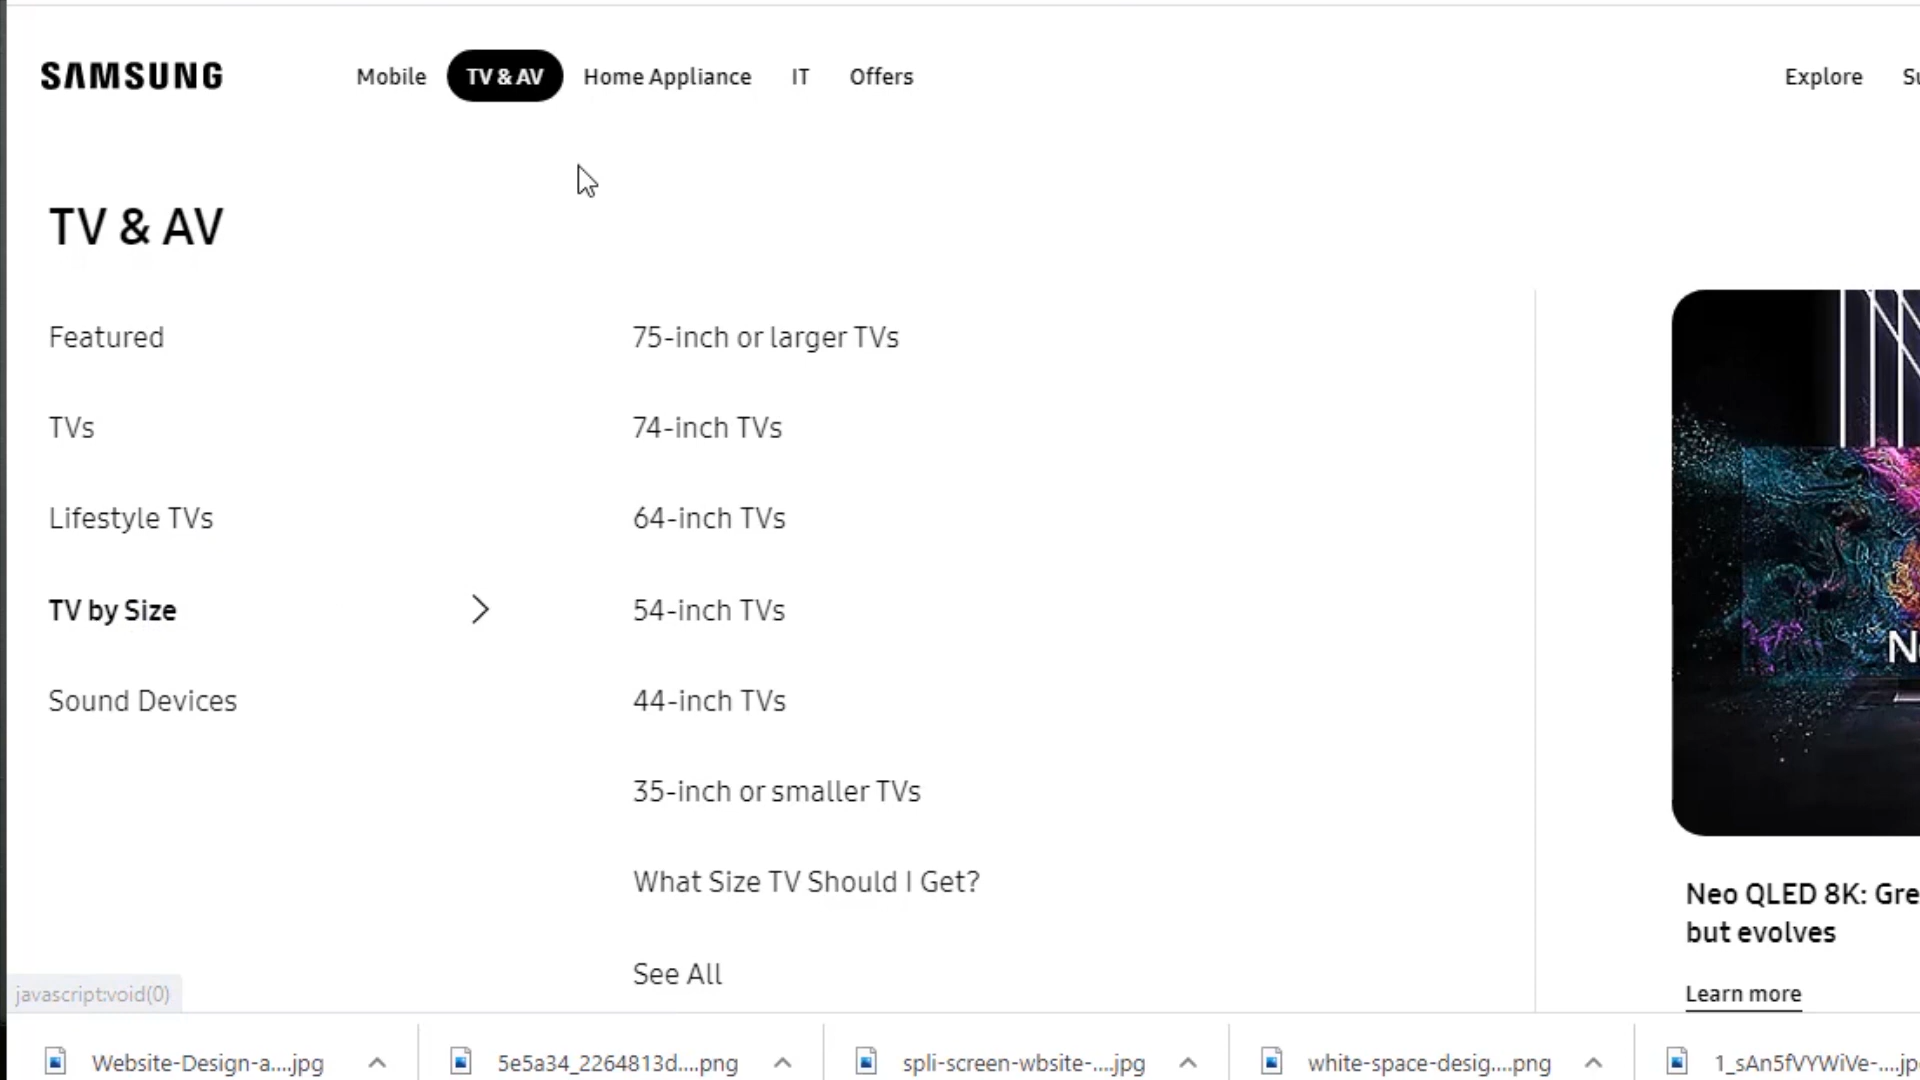 SAMSUNG
Mobile
TV & AV
Home Appliance
IT
Offers
Explore
TV & AV
Featured
TVs
Lifestyle TVs
TV by Size
Sound Devices
75-inch or larger TVs
74-inch TVs
64-inch TVs
54-inch TVs
44-inch TVs
35-inch or smaller TVs
What Size TV Should I Get?
See All
Neo QLED 8K: Gre
but evolves
Learn more
javascript:void(0)
Website-Design-a....jpg
5e5a34_2264813d....png
spli-screen-wbsite-....jpg
white-space-desig....png
1_sAn5fVYWiVe-....jp